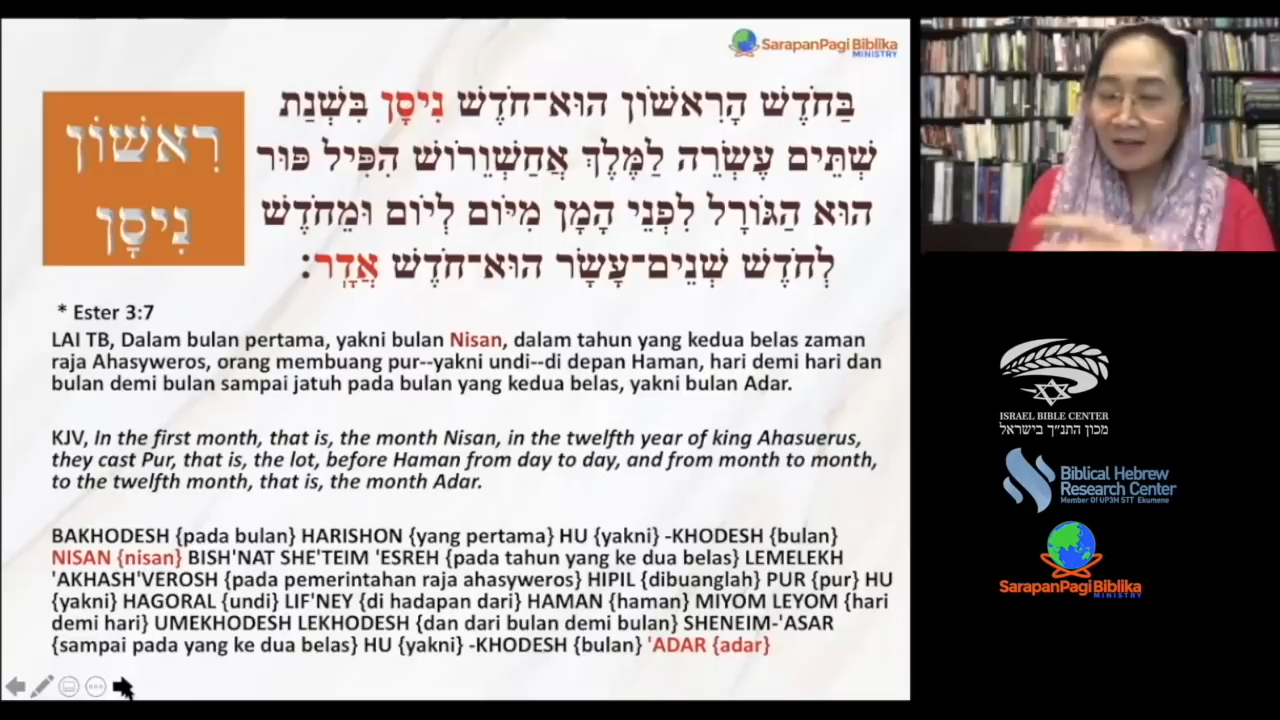 SarapanPagi Biblika
MINISTRY
רִאשׁוֹן
נִיסָן
בַּחֹדֶשׁ הָרִאשׁוֹן הוּא־חֹדֶשׁ נִיסָן בִּשְׁנַת
שְׁתֵּים עֶשְׂרֵה לַמֶּלֶךְ אֲחַשְׁוֵרוֹשׁ הִפִּיל פּוּר
הוּא הַגּוֹרָל לִפְנֵי הָמָן מִיּוֹם לְיוֹם וּמֵחֹדֶשׁ
לְחֹדֶשׁ שְׁנֵים־עָשָׂר הוּא־חֹדֶשׁ אֲדָר׃
* Ester 3:7
LAI TB, Dalam bulan pertama, yakni bulan Nisan, dalam tahun yang kedua belas zaman
raja Ahasyweros, orang membuang pur--yakni undi--di depan Haman, hari demi hari dan
bulan demi bulan sampai jatuh pada bulan yang kedua belas, yakni bulan Adar.
KJV, In the first month, that is, the month Nisan, in the twelfth year of king Ahasuerus,
they cast Pur, that is, the lot, before Haman from day to day, and from month to month,
to the twelfth month, that is, the month Adar.
BAKHODESH {pada bulan} HARISHON {yang pertama} HU {yakni} -KHODESH {bulan}
NISAN {nisan} BISH'NAT SHE'TEIM 'ESREH {pada tahun yang ke dua belas} LEMELEKH
'AKHASH'VEROSH {pada pemerintahan raja ahasyweros} HIPIL {dibuanglah} PUR {pur} HU
{yakni} HAGORAL {undi} LIF'NEY {di hadapan dari} HAMAN {haman} MIYOM LEYOM {hari
demi hari} UMEKHODESH LEKHODESH {dan dari bulan demi bulan} SHENEIM-'ASAR
{sampai pada yang ke dua belas} HU {yakni} -KHODESH {bulan} 'ADAR {adar}
ISRAEL BIBLE CENTER
מכון התנ״ך בישראל
Biblical Hebrew
Research Center
Member Of UP3M STT Ekumene
SarapanPagi Biblika
MINISTRY